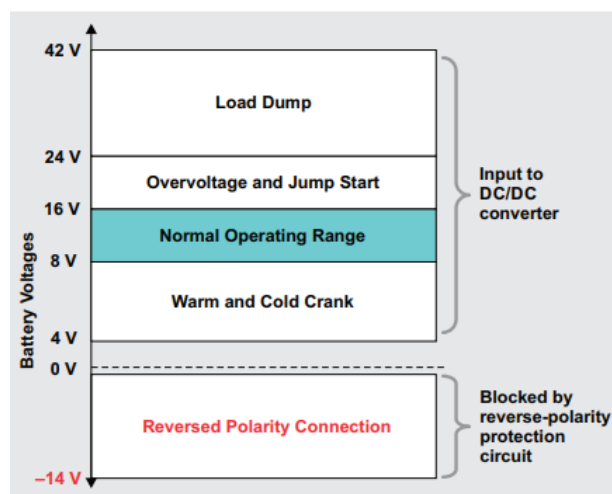 42 V
Load Dump
24 V
Overvoltage and Jump Start
16 V
Normal Operating Range
8 V
Warm and Cold Crank
4 V
0 V
Reversed Polarity Connection
–14 V
Battery Voltages
Input to
DC/DC
converter
Blocked by
reverse-polarity
protection
circuit